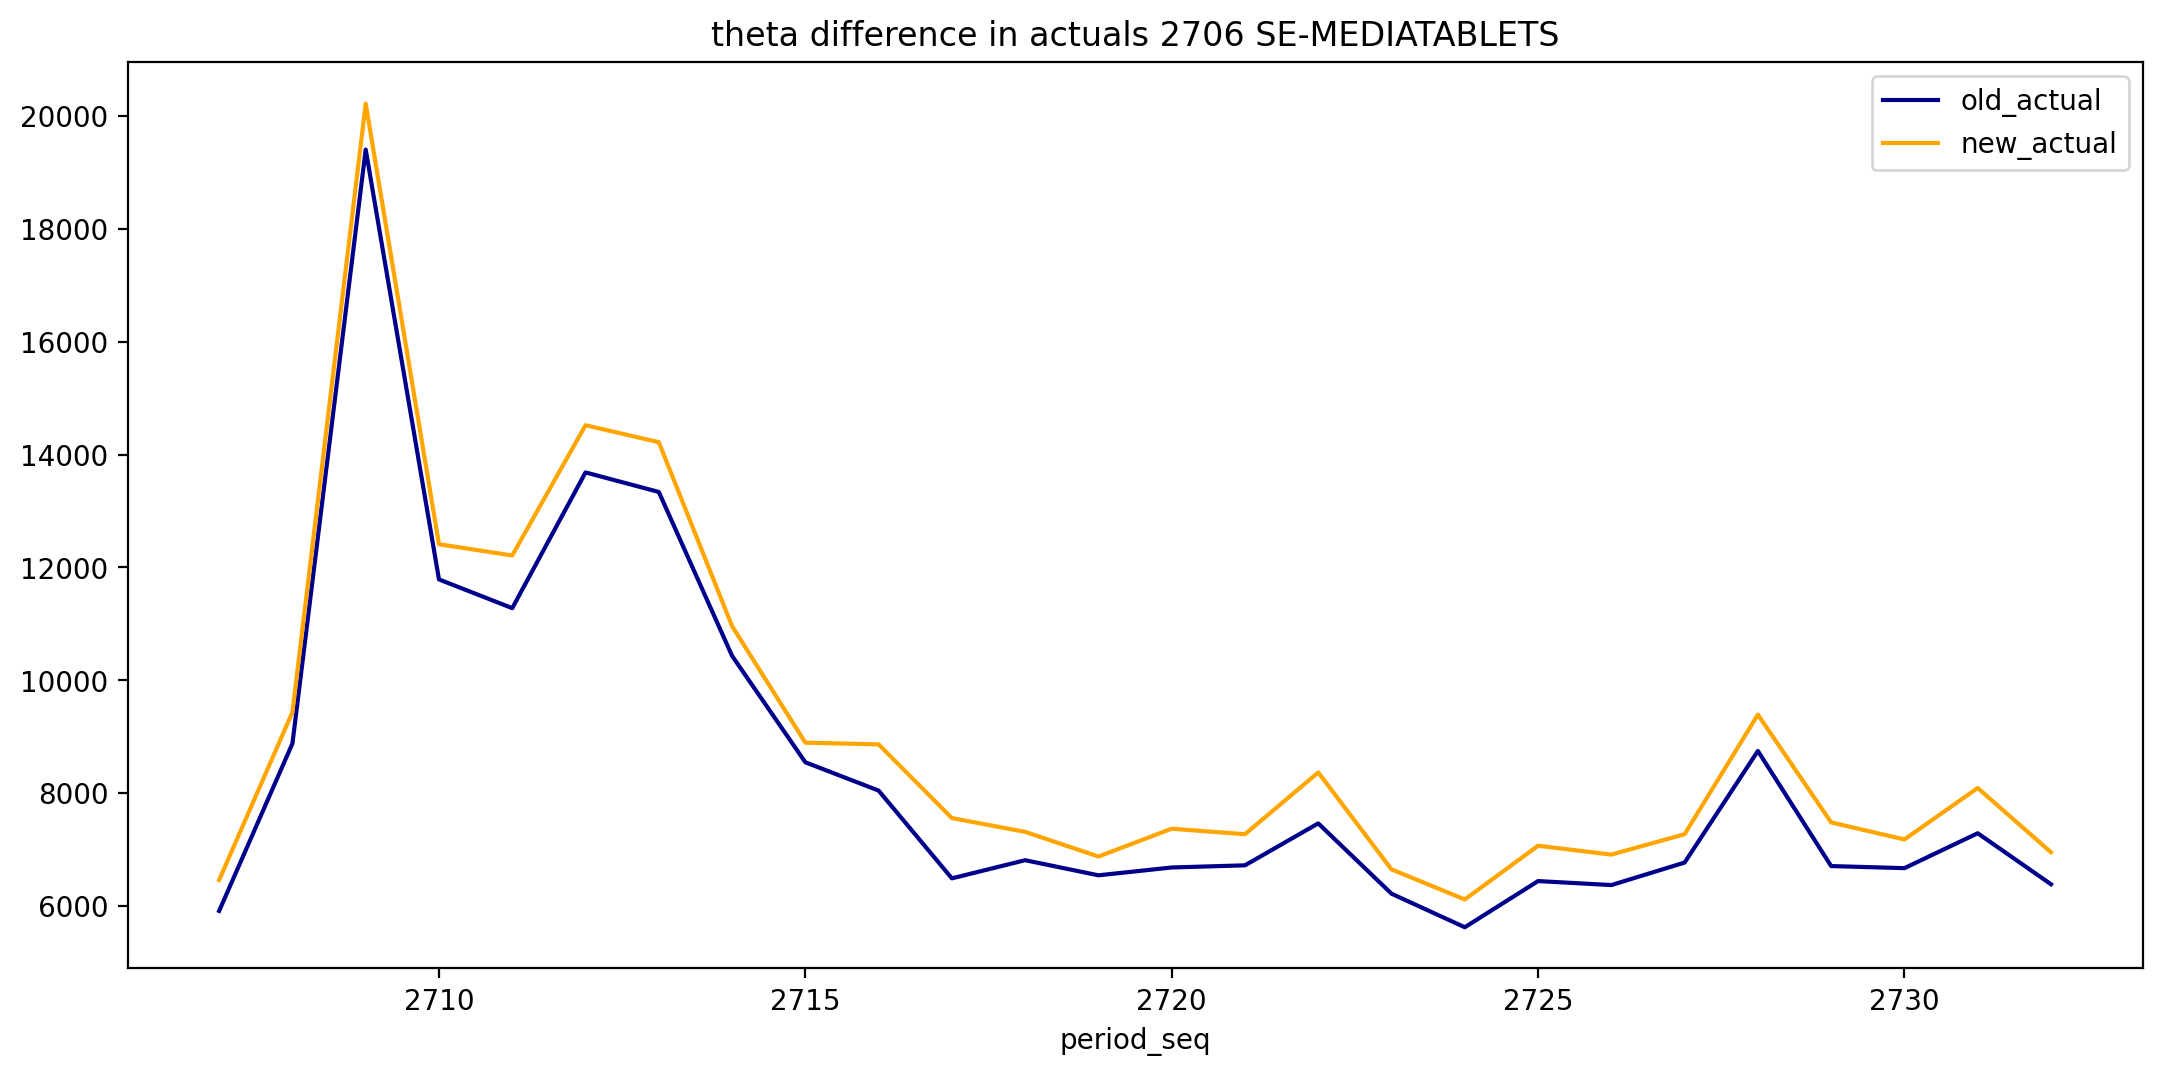 theta difference in actuals 2706 SE-MEDIATABLETS
old_actual
new_actual
20000
18000
16000
14000
12000
10000
8000
6000
2710 2715 2720 2725 2730
period_seq